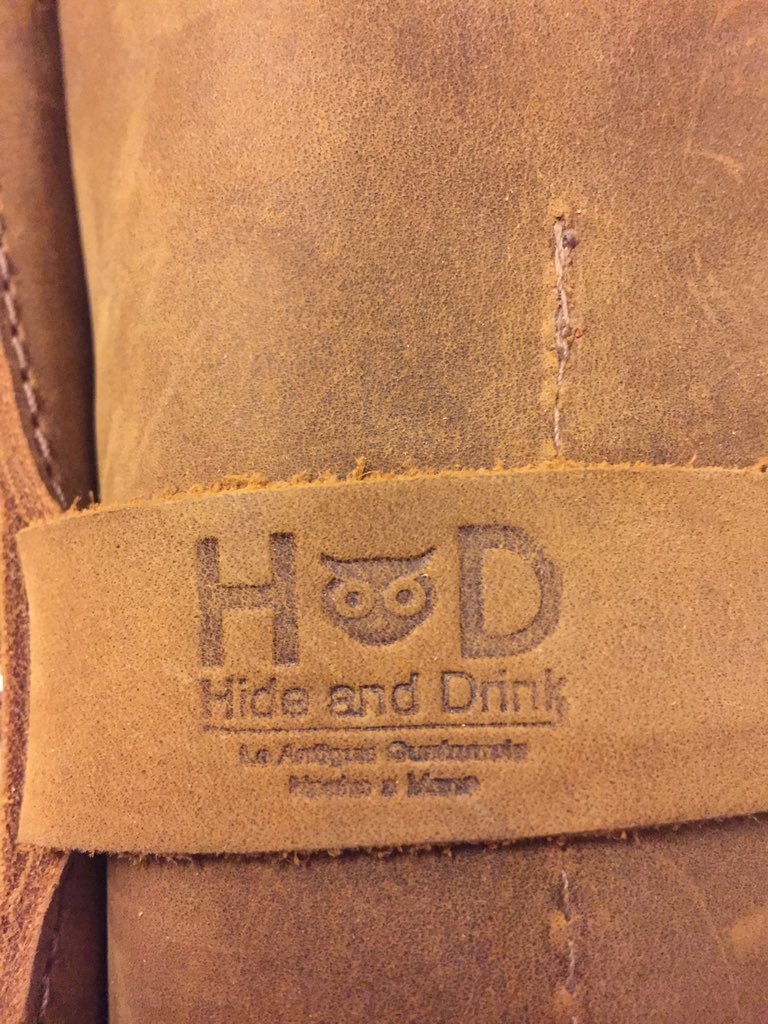 H D
Hide and Drink
La Antigua Guatemala
Hecho a Mano